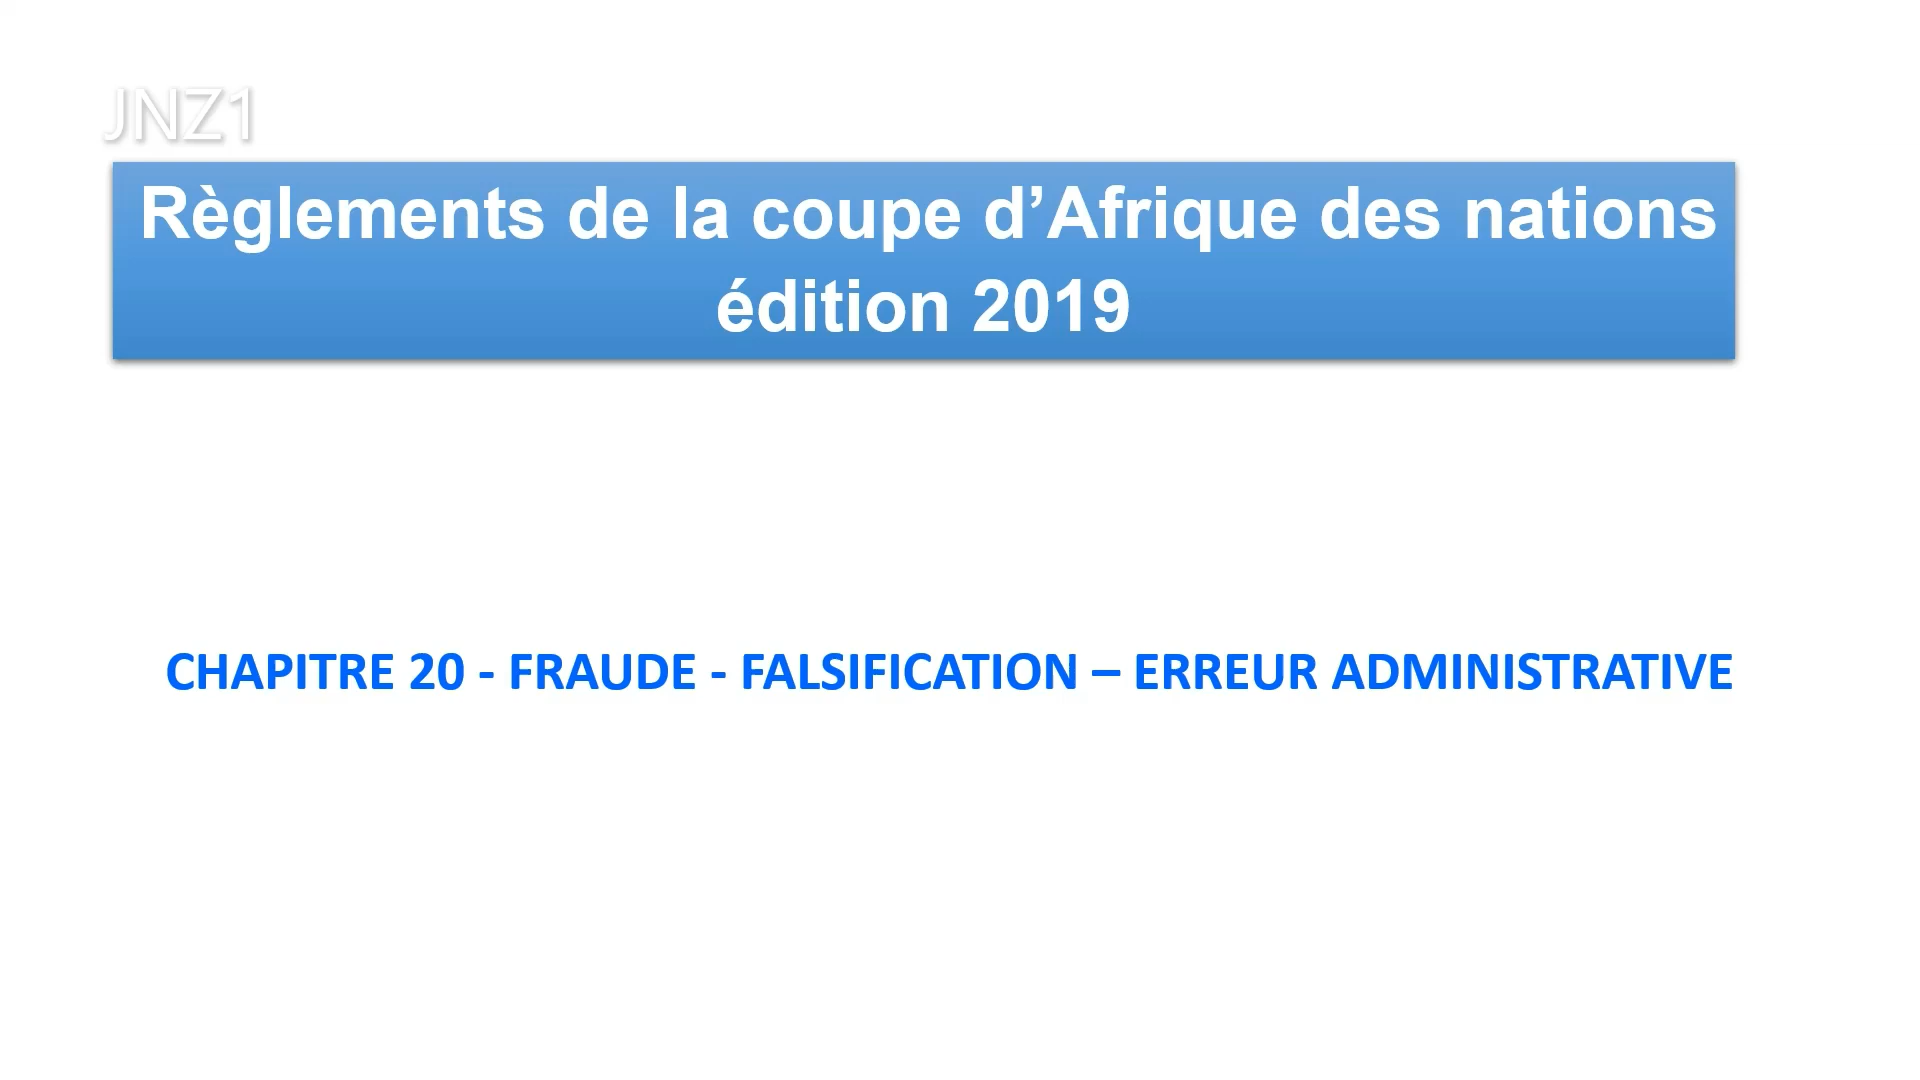 JNZ1
Règlements de la coupe d’Afrique des nations
édition 2019
CHAPITRE 20 - FRAUDE - FALSIFICATION – ERREUR ADMINISTRATIVE